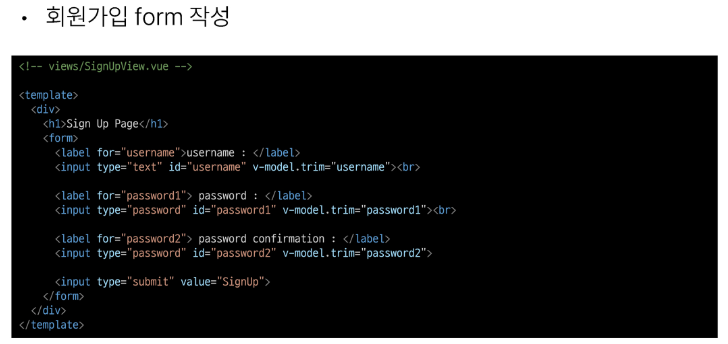 • 회원가입 form 작성
<!-- views/SignUpView.vue -->
<template>
  <div>
    <h1>Sign Up Page</h1>
    <form>
      <label for="username">username : </label>
      <input type="text" id="username" v-model.trim="username"><br>
      <label for="password1"> password : </label>
      <input type="password" id="password1" v-model.trim="password1"><br>
      <label for="password2"> password confirmation : </label>
      <input type="password" id="password2" v-model.trim="password2">
      <input type="submit" value="SignUp">
    </form>
  </div>
</template>